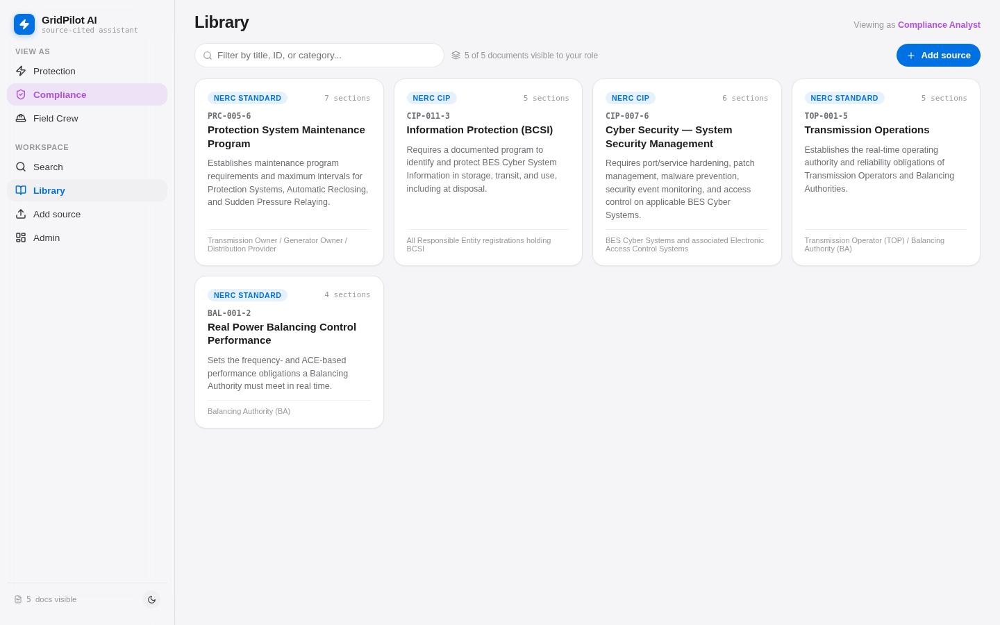 GridPilot AI
source-cited assistant
VIEW AS
Protection
Compliance
Field Crew
WORKSPACE
Search
Library
Add source
Admin
5 docs visible
Library
Viewing as Compliance Analyst
Filter by title, ID, or category...
5 of 5 documents visible to your role
Add source
NERC STANDARD
7 sections
PRC-005-6
Protection System Maintenance
Program
Establishes maintenance program
requirements and maximum intervals for
Protection Systems, Automatic Reclosing,
and Sudden Pressure Relaying.
Transmission Owner / Generator Owner /
Distribution Provider
NERC CIP
5 sections
CIP-011-3
Information Protection (BCSI)
Requires a documented program to
identify and protect BES Cyber System
Information in storage, transit, and use,
including at disposal.
All Responsible Entity registrations holding
BCSI
NERC CIP
6 sections
CIP-007-6
Cyber Security — System
Security Management
Requires port/service hardening, patch
management, malware prevention,
security event monitoring, and access
control on applicable BES Cyber
Systems.
BES Cyber Systems and associated Electronic
Access Control Systems
NERC STANDARD
5 sections
TOP-001-5
Transmission Operations
Establishes the real-time operating
authority and reliability obligations of
Transmission Operators and Balancing
Authorities.
Transmission Operator (TOP) / Balancing
Authority (BA)
NERC STANDARD
4 sections
BAL-001-2
Real Power Balancing Control
Performance
Sets the frequency- and ACE-based
performance obligations a Balancing
Authority must meet in real time.
Balancing Authority (BA)